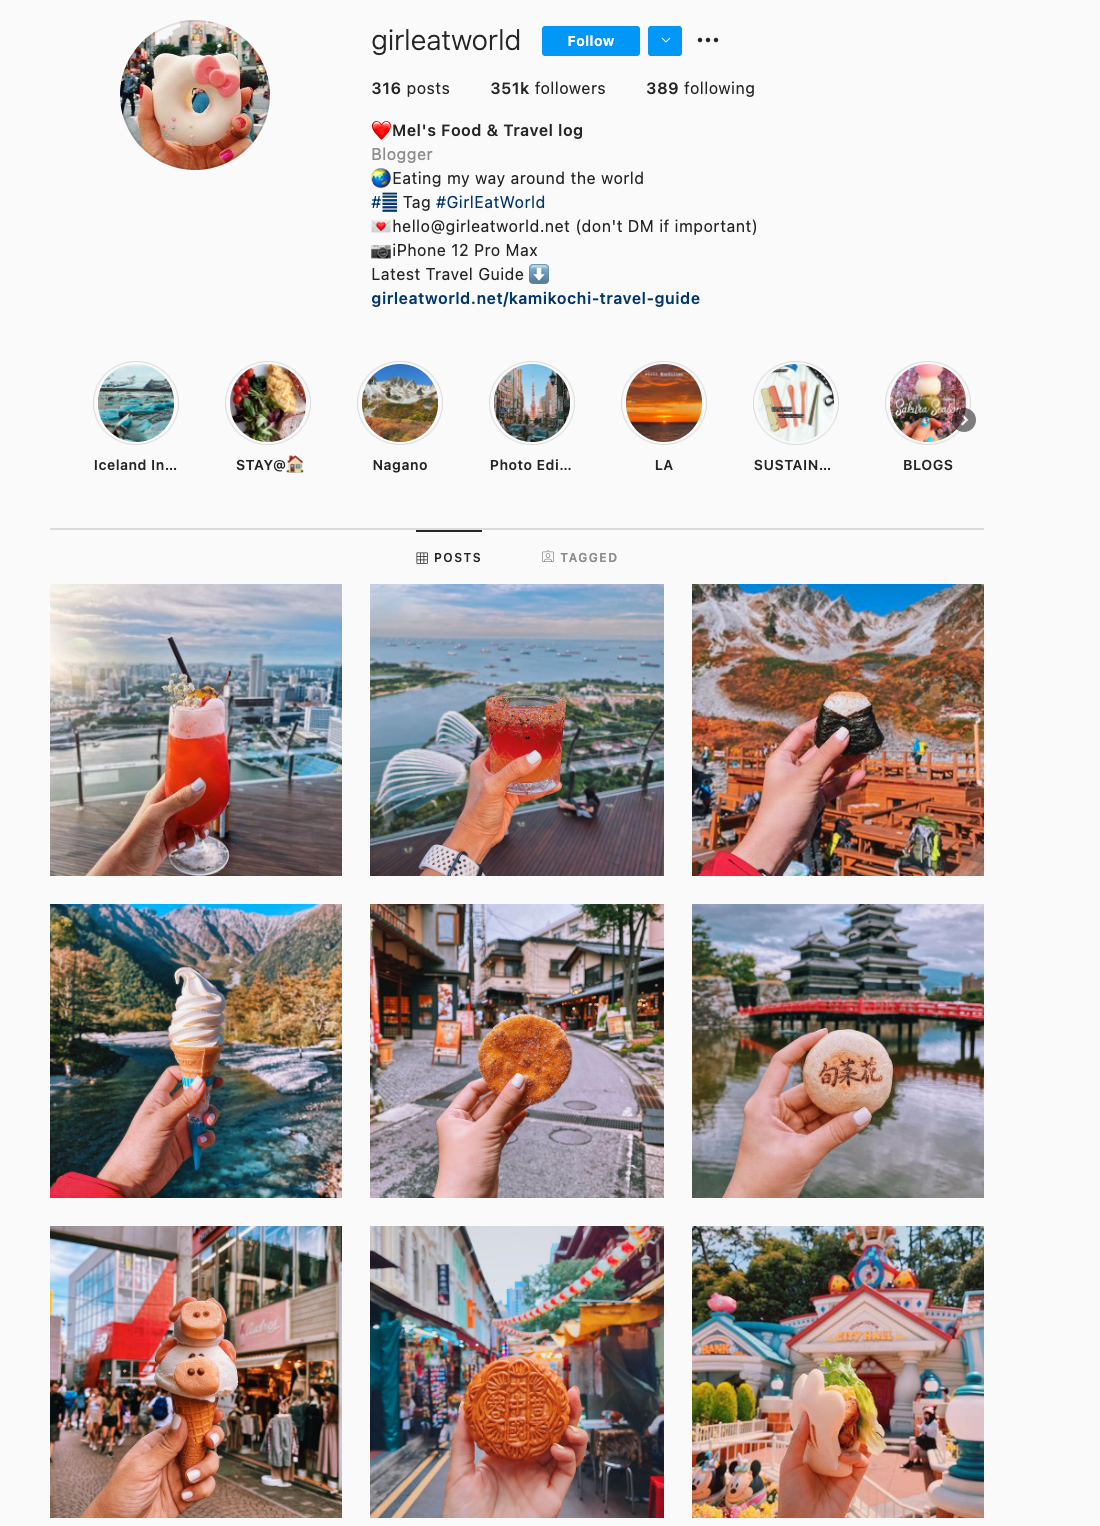 girleatworld Follow
316 posts 351k followers 389 following
❤️Mel's Food & Travel log
Blogger
🌏Eating my way around the world
# Tag #GirlEatWorld
💌hello@girleatworld.net (don't DM if important)
📷iPhone 12 Pro Max
Latest Travel Guide ⬇️
girleatworld.net/kamikochi-travel-guide
Sakura Season
Iceland In... STAY@🏠 Nagano Photo Edi... LA SUSTAIN... BLOGS
POSTS TAGGED
旬菜花
CITY HALL
BANK